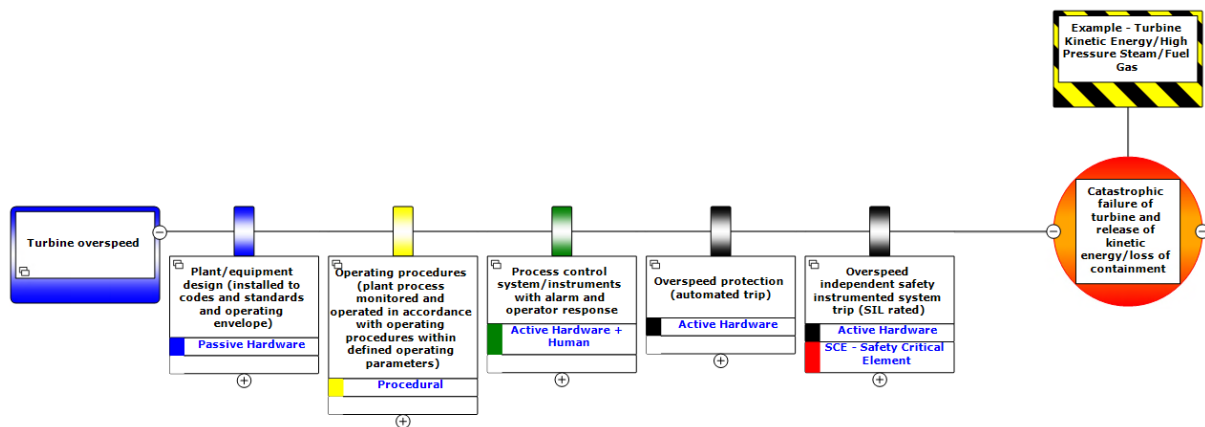 Example - Turbine
Kinetic Energy/High
Pressure Steam/Fuel
Gas
Turbine overspeed
Plant/equipment
design (installed to
codes and standards
and operating
envelope)
Passive Hardware
Operating procedures
(plant process
monitored and
operated in accordance
with operating
procedures within
defined operating
parameters)
Procedural
Process control
system/instruments
with alarm and
operator response
Active Hardware +
Human
Overspeed protection
(automated trip)
Active Hardware
Overspeed
independent safety
instrumented system
trip (SIL rated)
Active Hardware
SCE - Safety Critical
Element
Catastrophic
failure of
turbine and
release of
kinetic
energy/loss of
containment